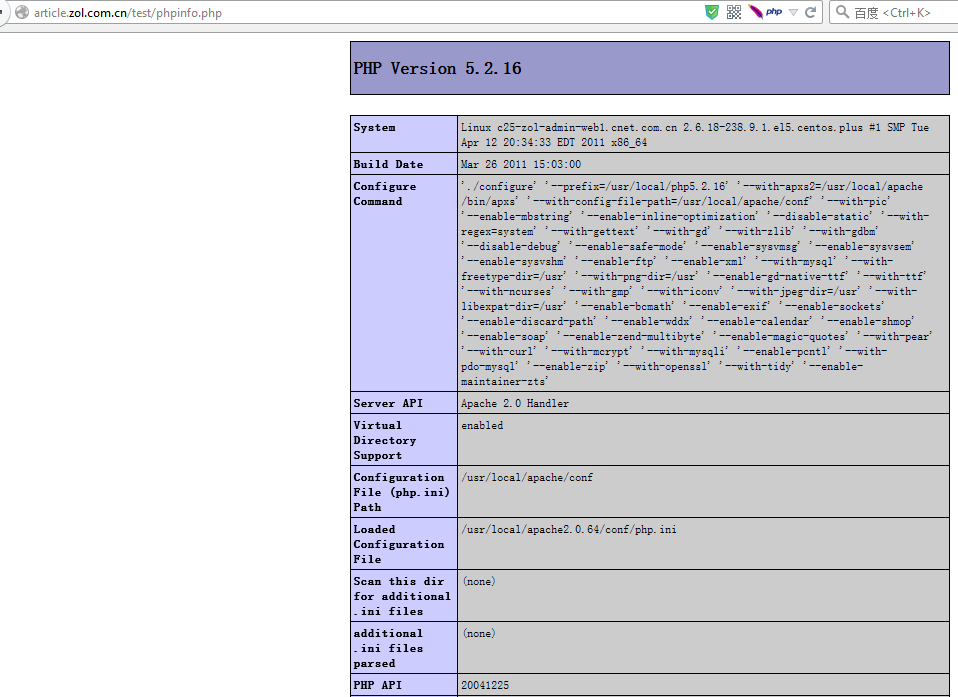 article.zol.com.cn/test/phpinfo.php
php
百度 <Ctrl+K>
PHP Version 5.2.16
System
Linux c25-zol-admin-web1.cnet.com.cn 2.6.18-238.9.1.el5.centos.plus #1 SMP Tue
Apr 12 20:34:33 EDT 2011 x86_64
Build Date
Mar 26 2011 15:03:00
Configure
Command
'./configure' '--prefix=/usr/local/php5.2.16' '--with-apxs2=/usr/local/apache
/bin/apxs' '--with-config-file-path=/usr/local/apache/conf' '--with-pic'
'--enable-mbstring' '--enable-inline-optimization' '--disable-static' '--with-
regex=system' '--with-gettext' '--with-gd' '--with-zlib' '--with-gdbm'
'--disable-debug' '--enable-safe-mode' '--enable-sysvmsg' '--enable-sysvsem'
'--enable-sysvshm' '--enable-ftp' '--enable-xml' '--with-mysql' '--with-
freetype-dir=/usr' '--with-png-dir=/usr' '--enable-gd-native-ttf' '--with-ttf'
'--with-ncurses' '--with-gmp' '--with-iconv' '--with-jpeg-dir=/usr' '--with-
libexpat-dir=/usr' '--enable-bcmath' '--enable-exif' '--enable-sockets'
'--enable-discard-path' '--enable-wddx' '--enable-calendar' '--enable-shmop'
'--enable-soap' '--enable-zend-multibyte' '--enable-magic-quotes' '--with-pear'
'--with-curl' '--with-mcrypt' '--with-mysqli' '--enable-pcntl' '--with-
pdo-mysql' '--enable-zip' '--with-openssl' '--with-tidy' '--enable-
maintainer-zts'
Server API
Apache 2.0 Handler
Virtual
Directory
Support
enabled
Configuration
File (php.ini)
Path
/usr/local/apache/conf
Loaded
Configuration
File
/usr/local/apache2.0.64/conf/php.ini
Scan this dir
for additional
.ini files
(none)
additional
.ini files
parsed
(none)
PHP API
20041225